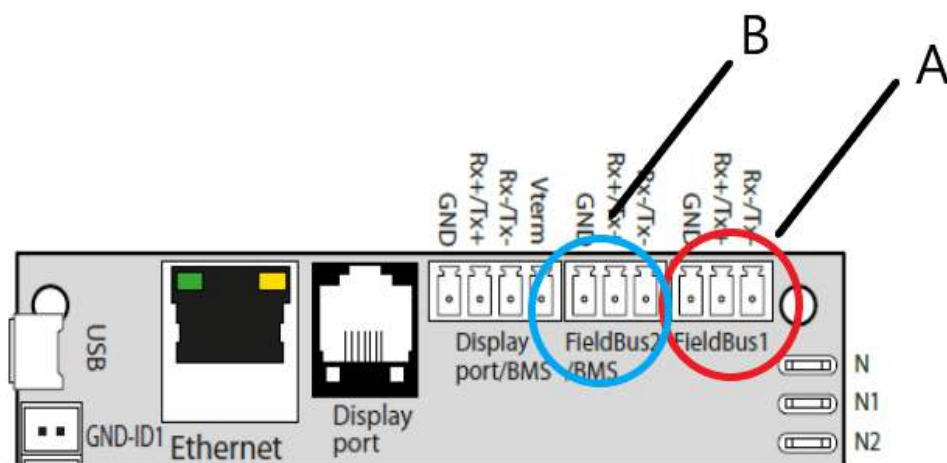 B
A
GND
Rx+/Tx+
Rx-/Tx-
Vterm
GND
Rx+/Tx-
Rx-/Tx-
GND
Rx+/Tx+
Rx-/Tx-
USB
GND-ID1
Ethernet
Display
port
Display
port/BMS
FieldBus2
/BMS
FieldBus1
N
N1
N2